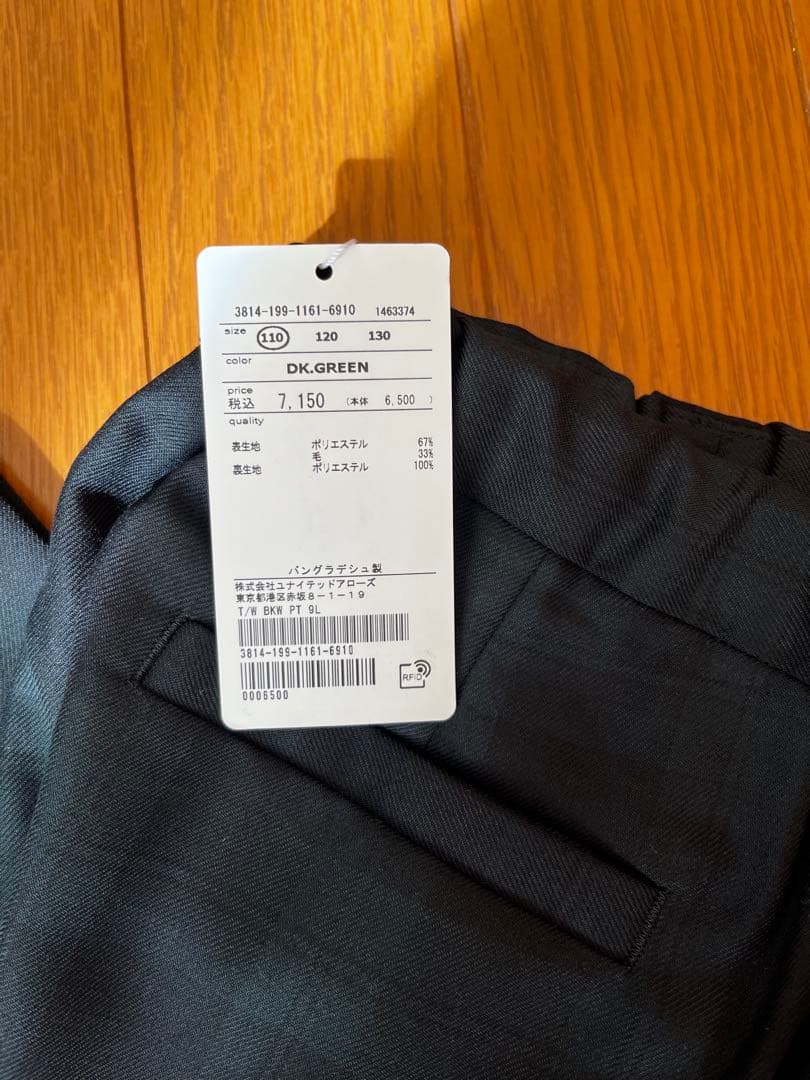 3814-199-1161-6910 1463374
size 110 120 130
color DK.GREEN
price
税込 7,150 (本体 6,500 )
quality
表生地 ポリエステル 67%
毛 33%
裏生地 ポリエステル 100%
バングラデシュ製
株式会社ユナイテッドアローズ
東京都港区赤坂8-1-19
T/W BKW PT 9L
3814-199-1161-6910
0006500
RFID